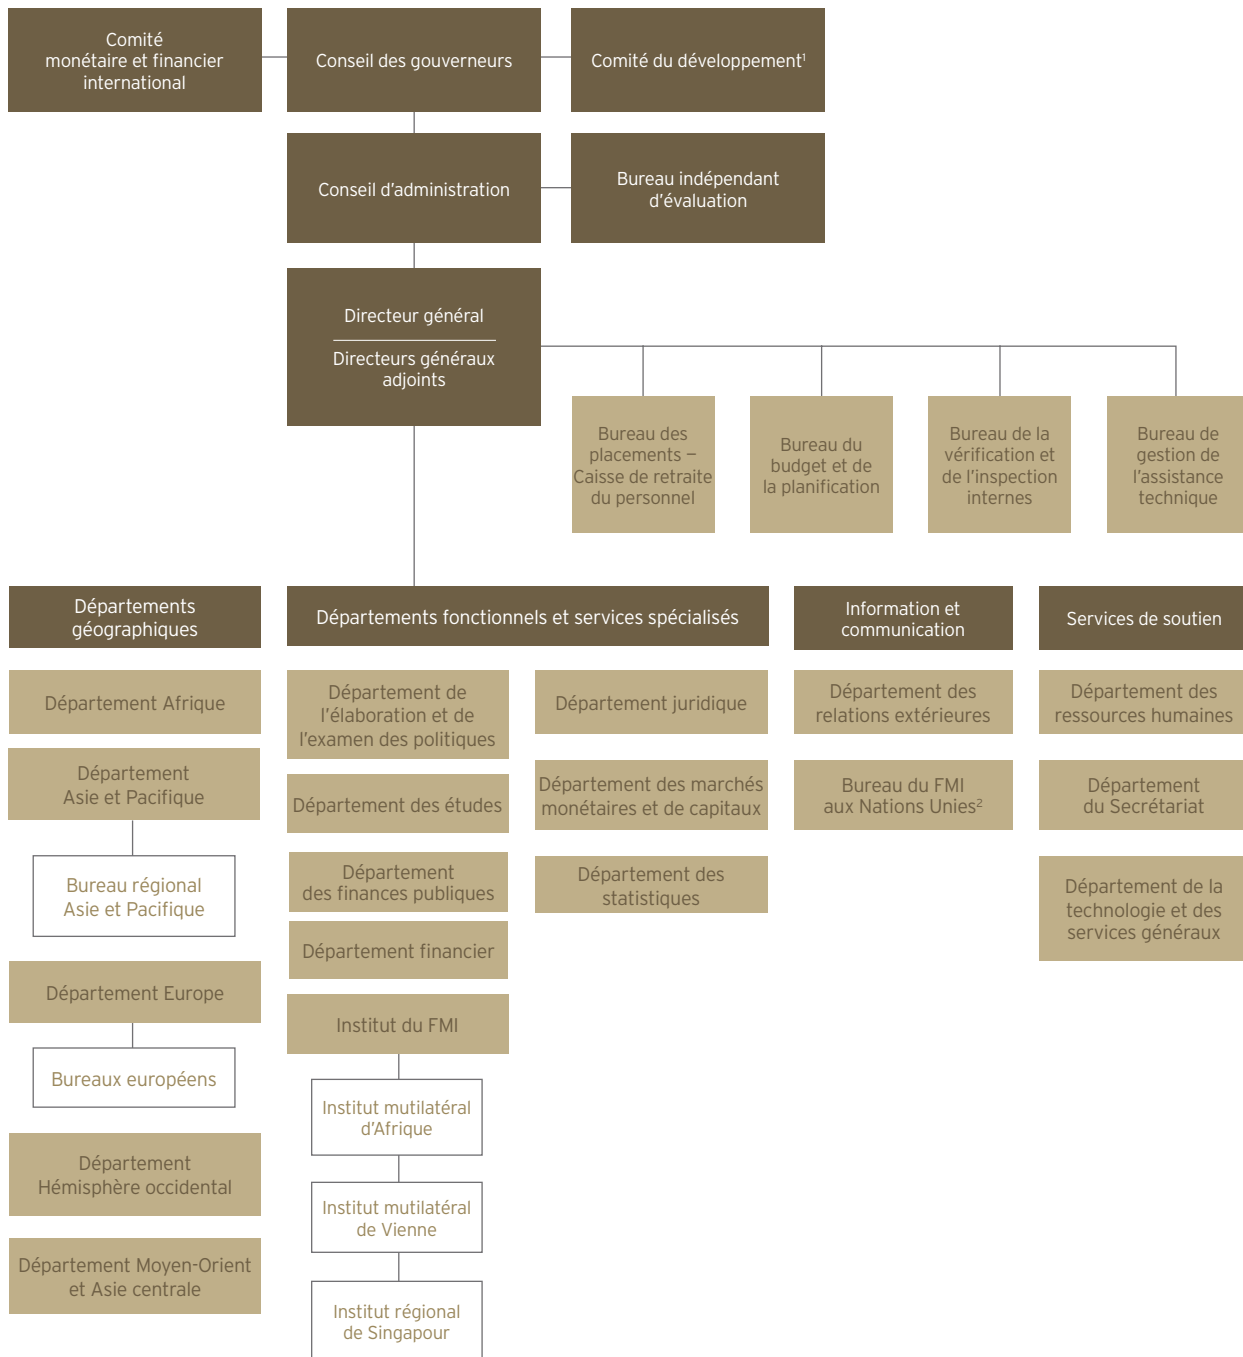 Comité
monétaire et financier
international
Conseil des gouverneurs
Comité du développement¹
Conseil d'administration
Bureau indépendant
d'évaluation
Directeur général
Directeurs généraux
adjoints
Bureau des
placements –
Caisse de retraite
du personnel
Bureau du
budget et de
la planification
Bureau de la
vérification et
de l'inspection
internes
Bureau de
gestion de
l'assistance
technique
Départements
géographiques
Département Afrique
Département
Asie et Pacifique
Bureau régional
Asie et Pacifique
Département Europe
Bureaux européens
Département
Hémisphère occidental
Département Moyen-Orient
et Asie centrale
Départements fonctionnels et services spécialisés
Département de
l'élaboration et de
l'examen des politiques
Département des études
Département
des finances publiques
Département financier
Institut du FMI
Institut mutilatéral
d'Afrique
Institut mutilatéral
de Vienne
Institut régional
de Singapour
Département juridique
Département des marchés
monétaires et de capitaux
Département des
statistiques
Information et
communication
Département des
relations extérieures
Bureau du FMI
aux Nations Unies²
Services de soutien
Département des
ressources humaines
Département
du Secrétariat
Département de la
technologie et des
services généraux